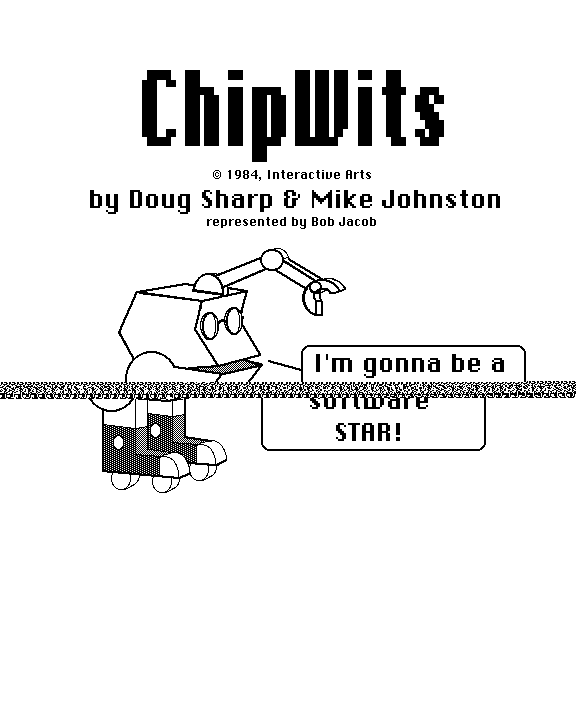 ChipWits
© 1984, Interactive Arts
by Doug Sharp & Mike Johnston
represented by Bob Jacob
I'm gonna be a
software
STAR!